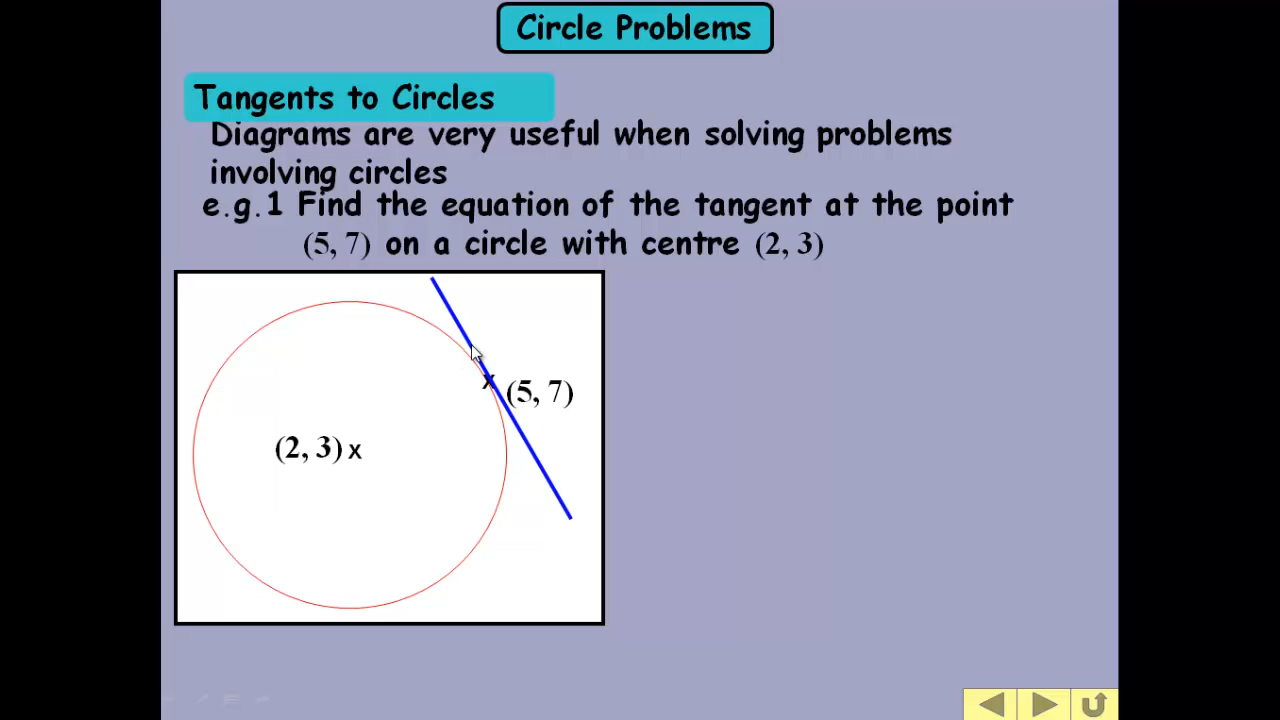 Circle Problems
Tangents to Circles
Diagrams are very useful when solving problems
involving circles
e.g.1 Find the equation of the tangent at the point
(5, 7) on a circle with centre (2, 3)
x (5, 7)
(2, 3) x